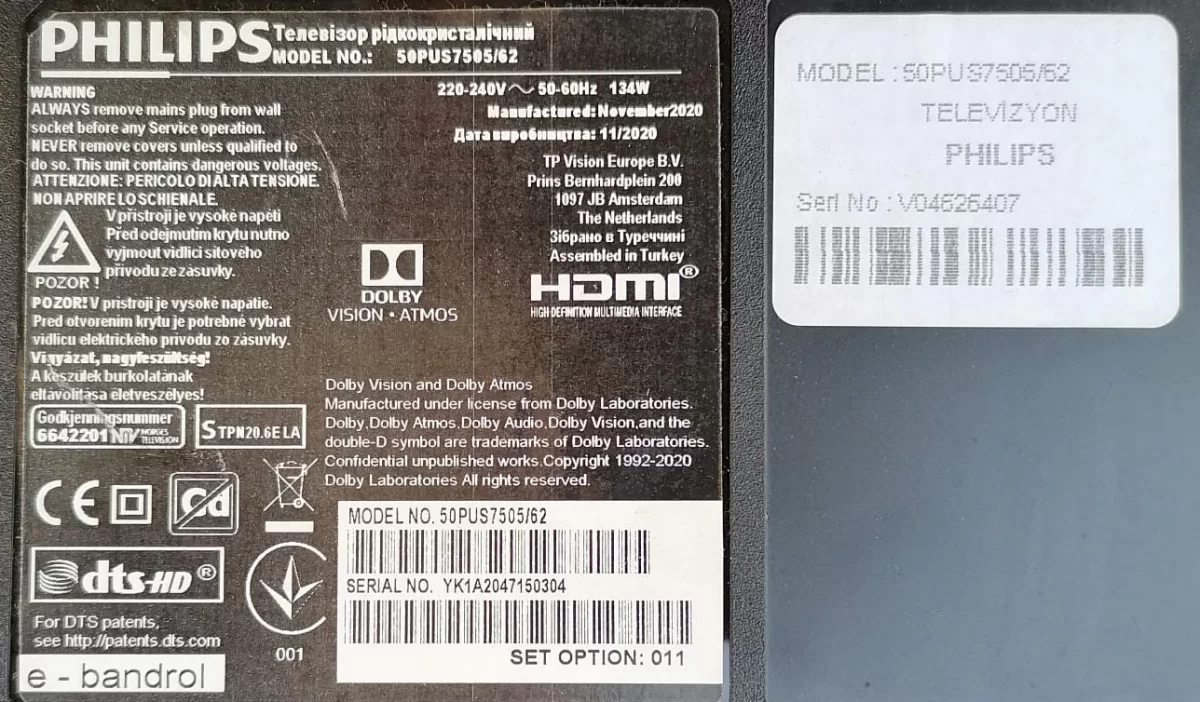 PHILIPS Телевізор рідкокристалічний
MODEL NO.: 50PUS7505/62
220-240V～ 50-60Hz 134W
Manufactured: November2020
Дата виробництва: 11/2020
WARNING
ALWAYS remove mains plug from wall
socket before any Service operation.
NEVER remove covers unless qualified to
do so. This unit contains dangerous voltages.
ATTENZIONE: PERICOLO DI ALTA TENSIONE.
NON APRIRE LO SCHIENALE.
V přístroji je vysoké napětí
Před odejmutím krytu nutno
vyjmout vidlici síťového
přívodu ze zásuvky.
POZOR !
POZOR! V prístroji je vysoké napatie.
Pred otvorením krytu je potrebné vybrat
vidlicu elektrického prívodu zo zásuvky.
Vigyázat, nagyfeszültség!
A készülék burkolatának
eltávolítása életveszélyes!
TP Vision Europe B.V.
Prins Bernhardplein 200
1097 JB Amsterdam
The Netherlands
Зібрано в Туреччині
Assembled in Turkey
HDMI®
HIGH-DEFINITION MULTIMEDIA INTERFACE
DOLBY
VISION • ATMOS
Godkjenningsnummer
6642201 NTV NORGES TELEVISION
S TPN20.6E LA
Dolby Vision and Dolby Atmos
Manufactured under license from Dolby Laboratories.
Dolby,Dolby Atmos,Dolby Audio,Dolby Vision,and the
double-D symbol are trademarks of Dolby Laboratories.
Confidential unpublished works.Copyright 1992-2020
Dolby Laboratories All rights reserved.
CE Cd
dts-HD®
For DTS patents,
see http://patents.dts.com
001
e - bandrol
MODEL NO. 50PUS7505/62
SERIAL NO. YK1A2047150304
SET OPTION: 011
MODEL : 50PUS7505/62
TELEVİZYON
PHILIPS
Seri No : V04626407